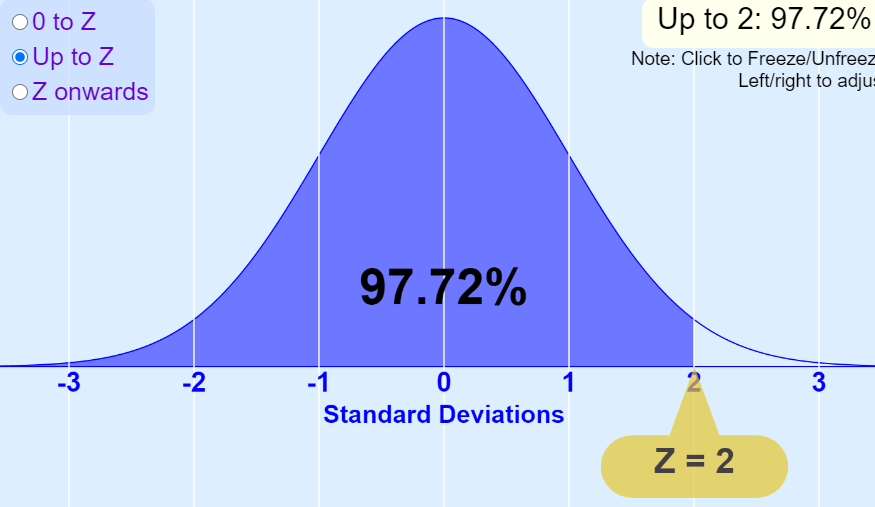 0 to Z
Up to Z
Z onwards
Up to 2: 97.72%
Note: Click to Freeze/Unfreez
Left/right to adjus
97.72%
-3 -2 -1 0 1 2 3
Standard Deviations
Z = 2